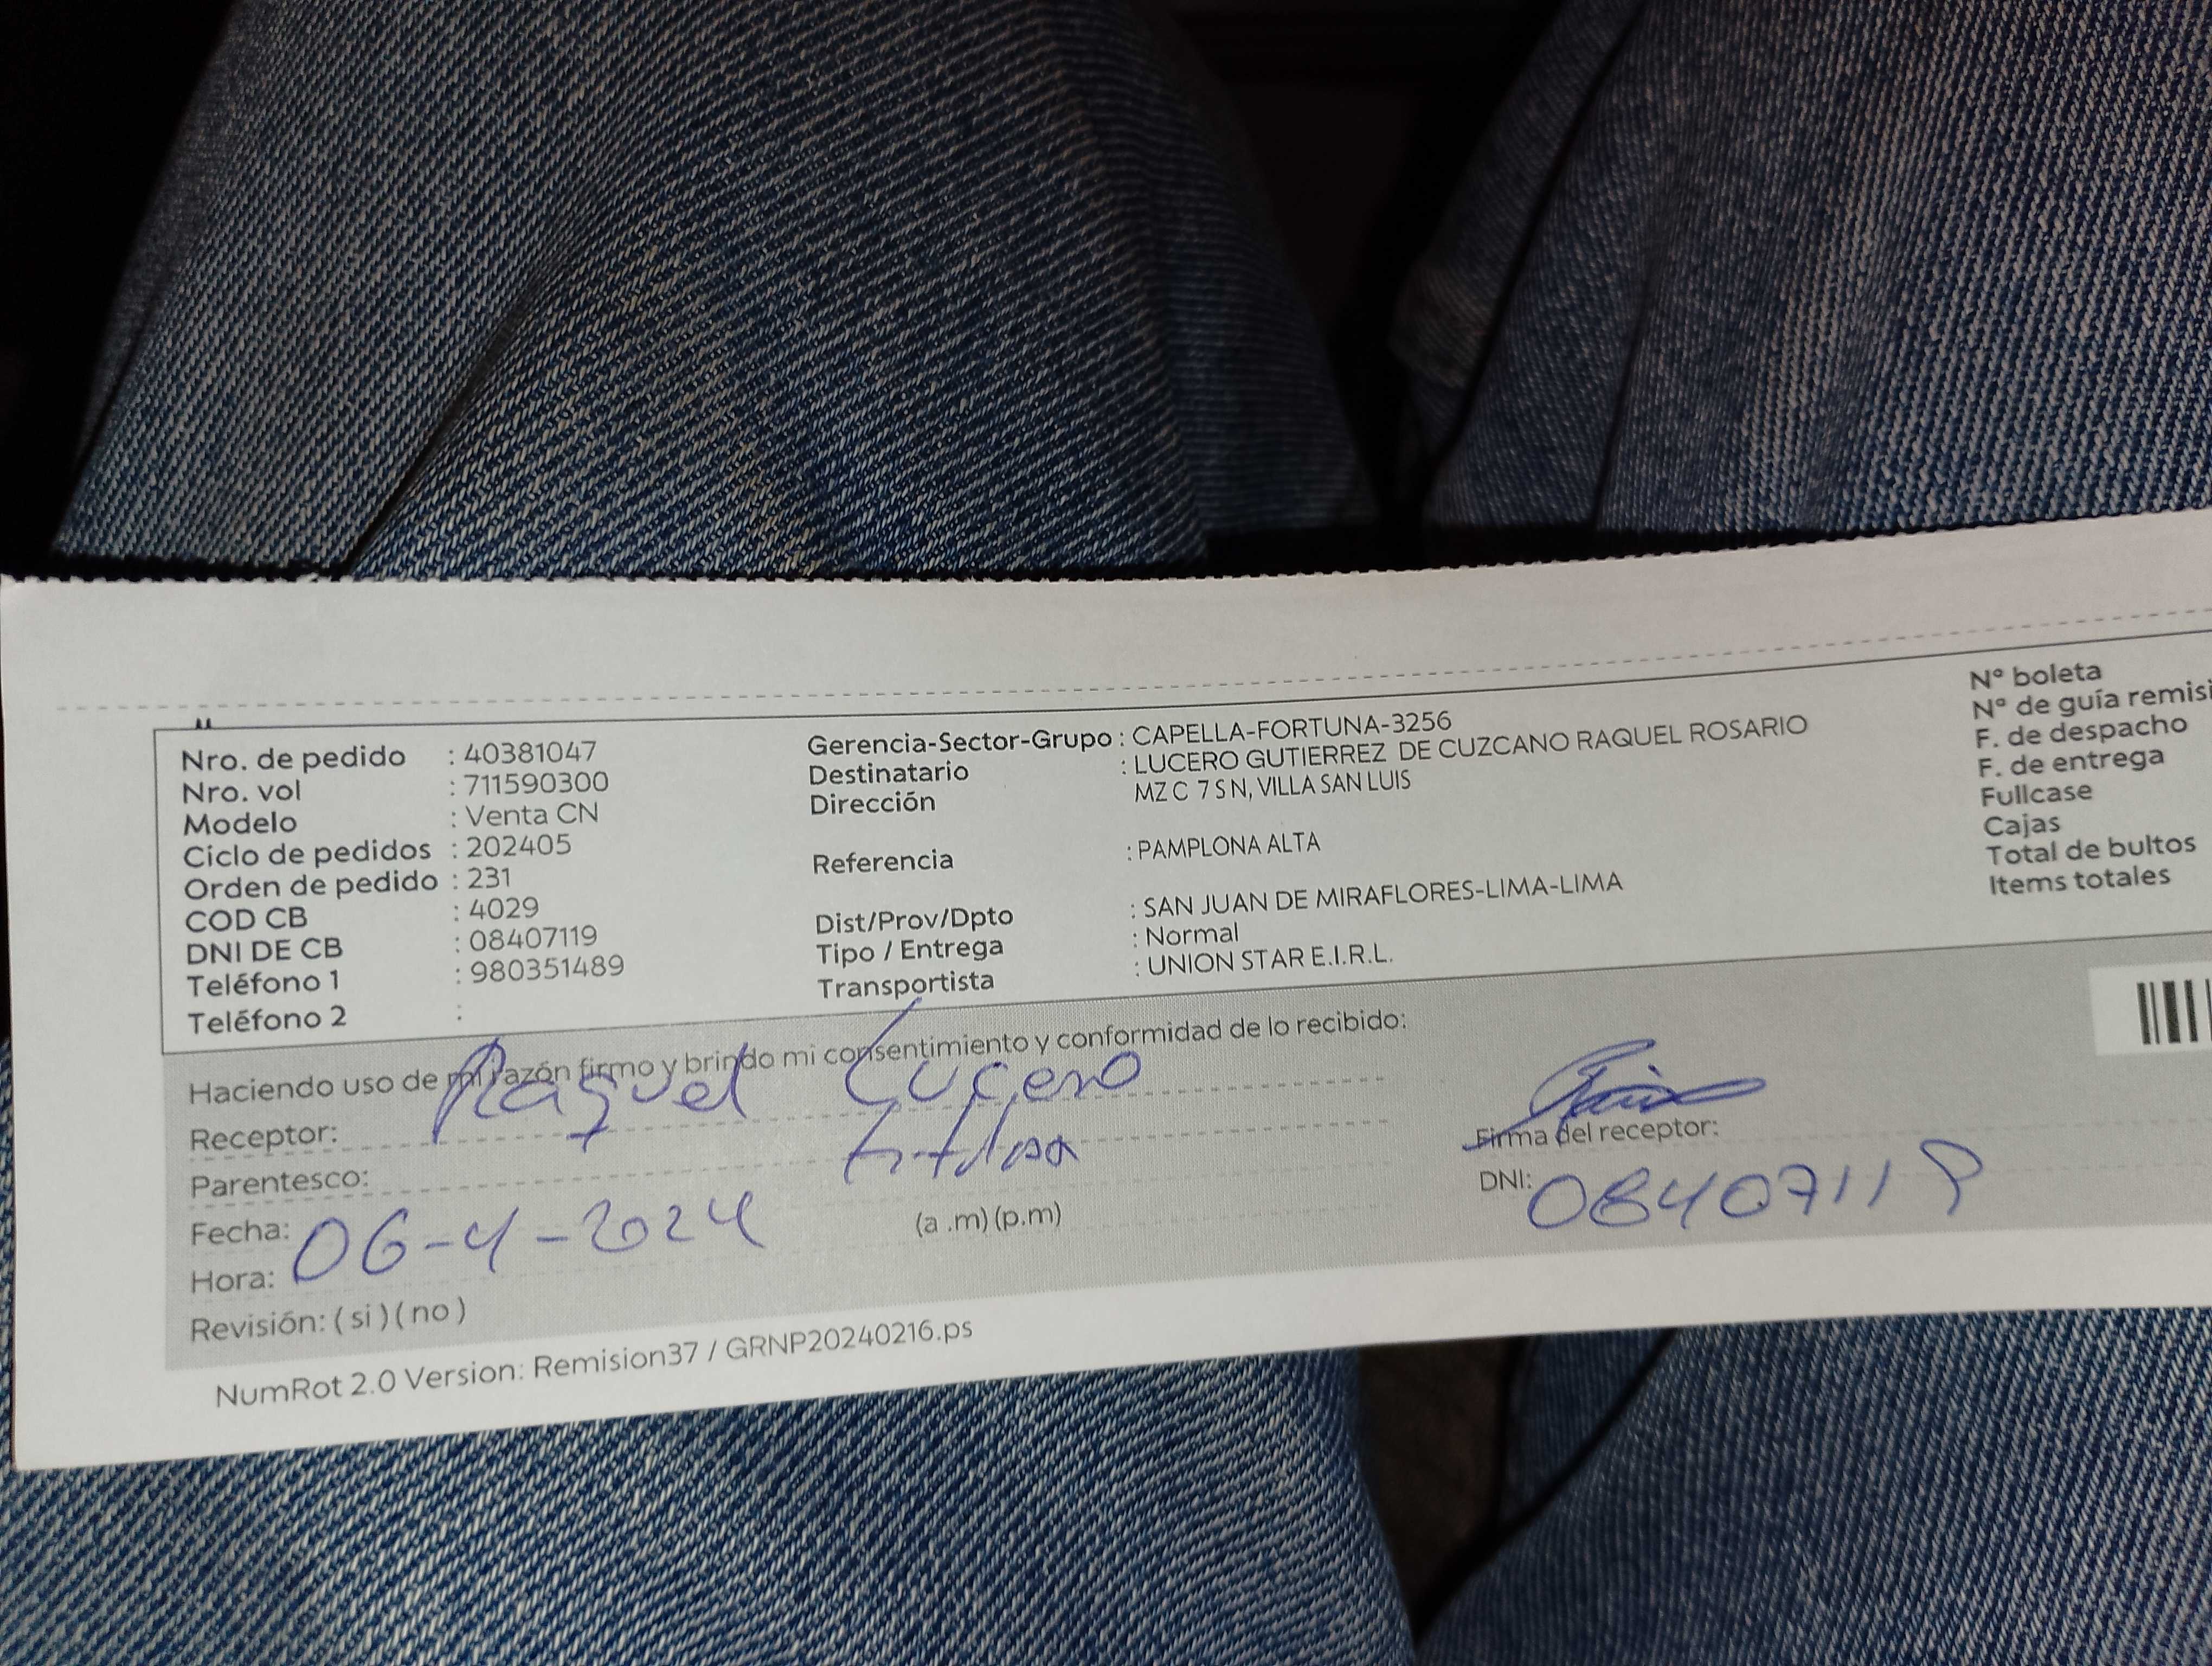 Nro. de pedido : 40381047
Nro. vol : 711590300
Modelo : Venta CN
Ciclo de pedidos : 202405
Orden de pedido : 231
COD CB : 4029
DNI DE CB : 08407119
Teléfono 1 : 980351489
Teléfono 2 :
Gerencia-Sector-Grupo : CAPELLA-FORTUNA-3256
Destinatario : LUCERO GUTIERREZ DE CUZCANO RAQUEL ROSARIO
Dirección MZ C 7 S N, VILLA SAN LUIS
Referencia : PAMPLONA ALTA
Dist/Prov/Dpto : SAN JUAN DE MIRAFLORES-LIMA-LIMA
Tipo / Entrega : Normal
Transportista : UNION STAR E.I.R.L.
N° boleta
N° de guía remisi
F. de despacho
F. de entrega
Fullcase
Cajas
Total de bultos
Items totales
Haciendo uso de mi razón firmo y brindo mi consentimiento y conformidad de lo recibido:
Receptor: Raquel Lucero
Parentesco:
Fecha: 06-4-2024 (a .m) (p.m)
Hora:
Revisión: ( si ) ( no )
Firma del receptor:
DNI: 08407119
NumRot 2.0 Version: Remision37 / GRNP20240216.ps